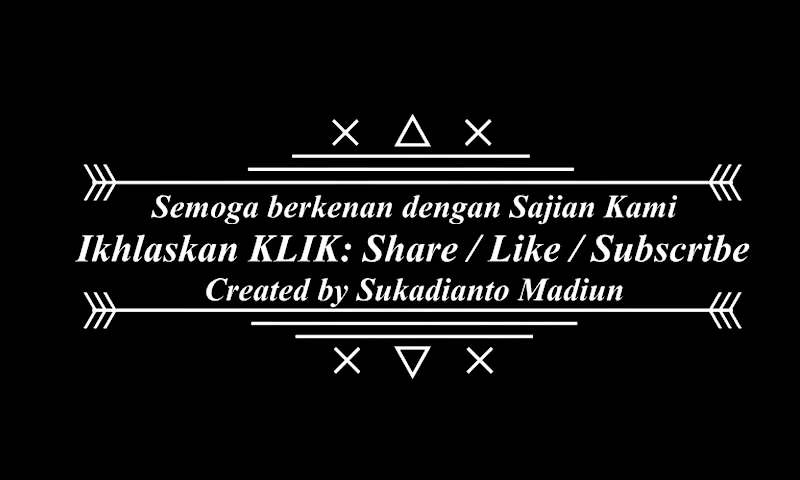 Semoga berkenan dengan Sajian Kami
Ikhlaskan KLIK: Share / Like / Subscribe
Created by Sukadianto Madiun